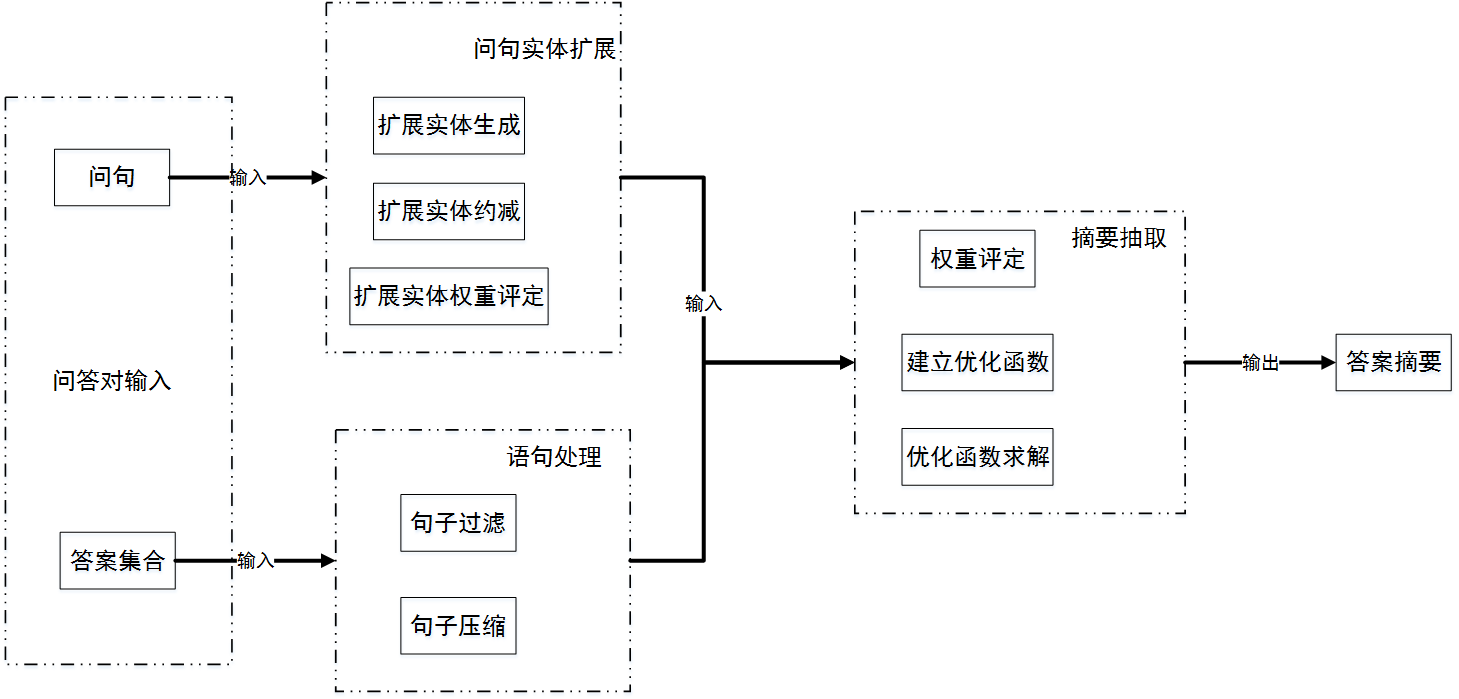 问答对输入
问句
答案集合
输入
输入
问句实体扩展
扩展实体生成
扩展实体约减
扩展实体权重评定
语句处理
句子过滤
句子压缩
输入
摘要抽取
权重评定
建立优化函数
优化函数求解
输出
答案摘要